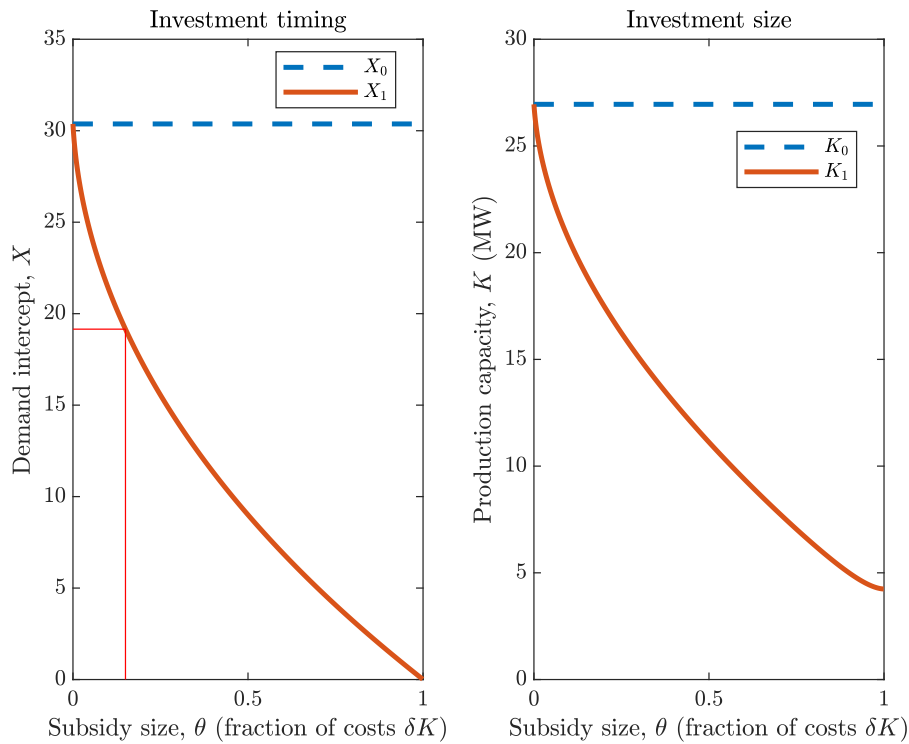 Investment timing
35
30
25
20
15
10
5
0
0
0.5
1
Demand intercept, X
Subsidy size, θ (fraction of costs δK)
X₀
X₁
Investment size
30
25
20
15
10
5
0
0
0.5
1
Production capacity, K (MW)
Subsidy size, θ (fraction of costs δK)
K₀
K₁